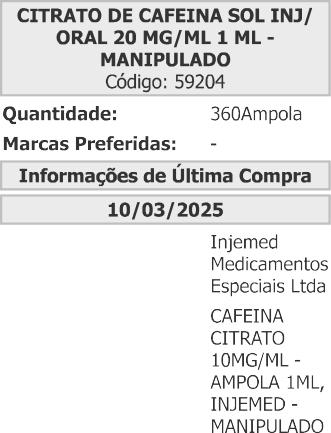 CITRATO DE CAFEINA SOL INJ/
ORAL 20 MG/ML 1 ML -
MANIPULADO
Código: 59204
Quantidade: 360Ampola
Marcas Preferidas: -
Informações de Última Compra
10/03/2025
Injemed
Medicamentos
Especiais Ltda
CAFEINA
CITRATO
10MG/ML -
AMPOLA 1ML,
INJEMED -
MANIPULADO